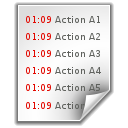 01:09 Action A1
01:09 Action A2
01:09 Action A3
01:09 Action A4
01:09 Action A5
01:09 Action